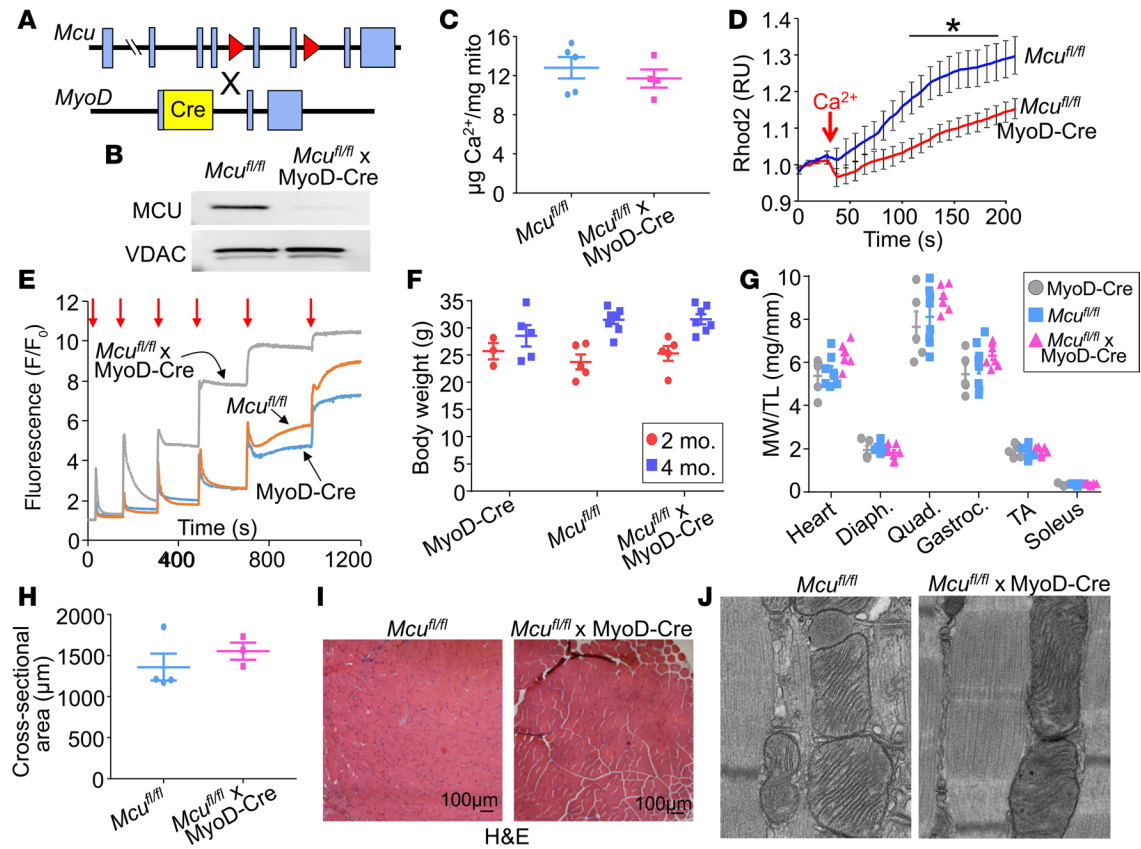 A
Mcu
X
MyoD
Cre
B
Mcufl/fl
Mcufl/fl x
MyoD-Cre
MCU
VDAC
C
µg Ca2+/mg mito
16
12
8
4
0
Mcufl/fl
Mcufl/fl x
MyoD-Cre
D
Rhod2 (RU)
1.4
1.3
1.2
1.1
1.0
0.9
*
Mcufl/fl
Ca2+
Mcufl/fl
MyoD-Cre
0 50 100 150 200
Time (s)
E
Fluorescence (F/F0)
12
10
8
6
4
2
0
Mcufl/fl x
MyoD-Cre
Mcufl/fl
MyoD-Cre
Time (s)
0 400 800 1200
F
Body weight (g)
35
30
25
20
15
10
5
0
2 mo.
4 mo.
MyoD-Cre
Mcufl/fl
Mcufl/fl x
MyoD-Cre
G
MW/TL (mg/mm)
10
8
6
4
2
0
MyoD-Cre
Mcufl/fl
Mcufl/fl x
MyoD-Cre
Heart
Diaph.
Quad.
Gastroc.
TA
Soleus
H
Cross-sectional
area (µm)
2000
1500
1000
500
0
Mcufl/fl
Mcufl/fl x
MyoD-Cre
I
Mcufl/fl
Mcufl/fl x MyoD-Cre
100µm
100µm
H&E
J
Mcufl/fl
Mcufl/fl x MyoD-Cre